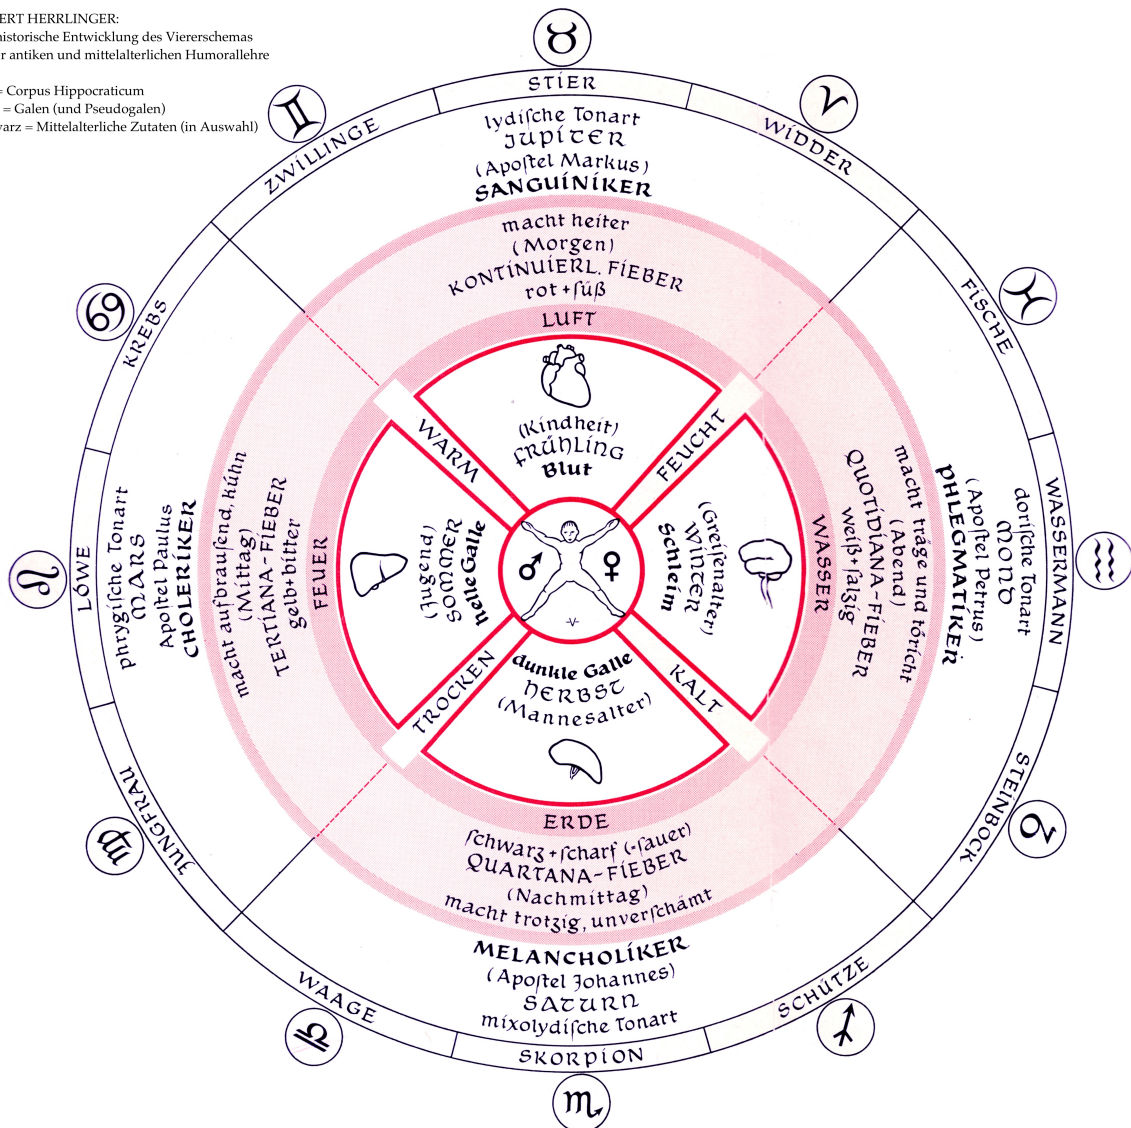 ERT HERRLINGER:
historische Entwicklung des Viererschemas
r antiken und mittelalterlichen Humorallehre
= Corpus Hippocraticum
= Galen (und Pseudogalen)
warz = Mittelalterliche Zutaten (in Auswahl)
STIER
WIDDER
FISCHE
WASSERMANN
STEINBOCK
SCHÜTZE
SKORPION
WAAGE
JUNGFRAU
LÖWE
KREBS
ZWILLINGE
lydiſche Tonart
JUPITER
(Apoſtel Markus)
SANGUINIKER
macht heiter
(Morgen)
KONTINUIERL. FIEBER
rot + ſüß
LUFT
(Kindheit)
FRÜHLING
Blut
WARM
FEUCHT
TROCKEN
KALT
phrygiſche Tonart
MARS
Apoſtel Paulus
CHOLERIKER
macht aufbrauſend, kühn
(Mittag)
TERTIANA-FIEBER
gelb + bitter
FEUER
(Jugend)
SOMMER
helle Galle
♂ ♀
Schleim
WINTER
(Greiſenalter)
WASSER
weiß + ſalzig
QUOTIDIANA-FIEBER
(Abend)
macht träge und töricht
PHLEGMATIKER
(Apoſtel Petrus)
MOND
doriſche Tonart
dunkle Galle
HERBST
(Mannesalter)
ERDE
ſchwarz + ſcharf (-ſauer)
QUARTANA-FIEBER
(Nachmittag)
macht trotzig, unverſchämt
MELANCHOLIKER
(Apoſtel Johannes)
SATURN
mixolydiſche Tonart